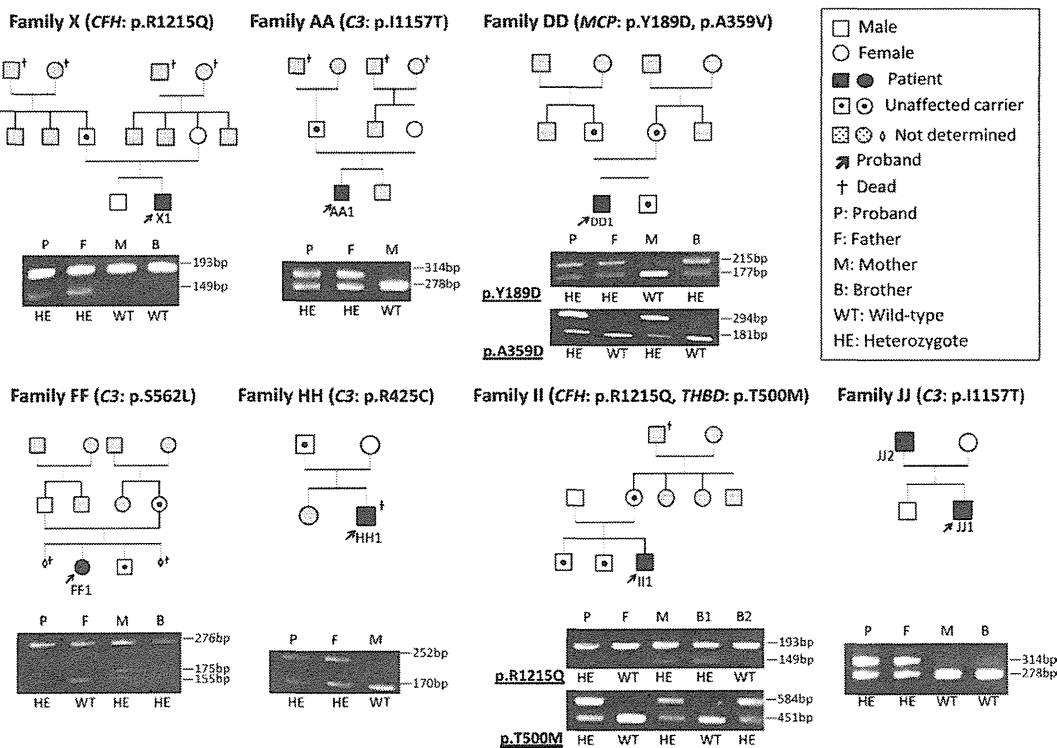 Family X (CFH: p.R1215Q)
†
†
†
†
X1
P F M B
193bp
149bp
HE HE WT WT
Family AA (C3: p.I1157T)
†
†
†
AA1
P F M
314bp
278bp
HE HE WT
Family DD (MCP: p.Y189D, p.A359V)
DD1
P F M B
215bp
177bp
p.Y189D
HE HE WT HE
294bp
181bp
p.A359D
HE WT HE WT
Male
Female
Patient
Unaffected carrier
Not determined
Proband
† Dead
P: Proband
F: Father
M: Mother
B: Brother
WT: Wild-type
HE: Heterozygote
Family FF (C3: p.S562L)
†
†
FF1
P F M B
276bp
175bp
155bp
HE WT HE HE
Family HH (C3: p.R425C)
†
HH1
P F M
252bp
170bp
HE HE WT
Family II (CFH: p.R1215Q, THBD: p.T500M)
†
II1
P F M B1 B2
193bp
149bp
p.R1215Q
HE WT HE HE WT
584bp
451bp
p.T500M
HE WT HE WT HE
Family JJ (C3: p.I1157T)
JJ2
JJ1
P F M B
314bp
278bp
HE HE WT WT